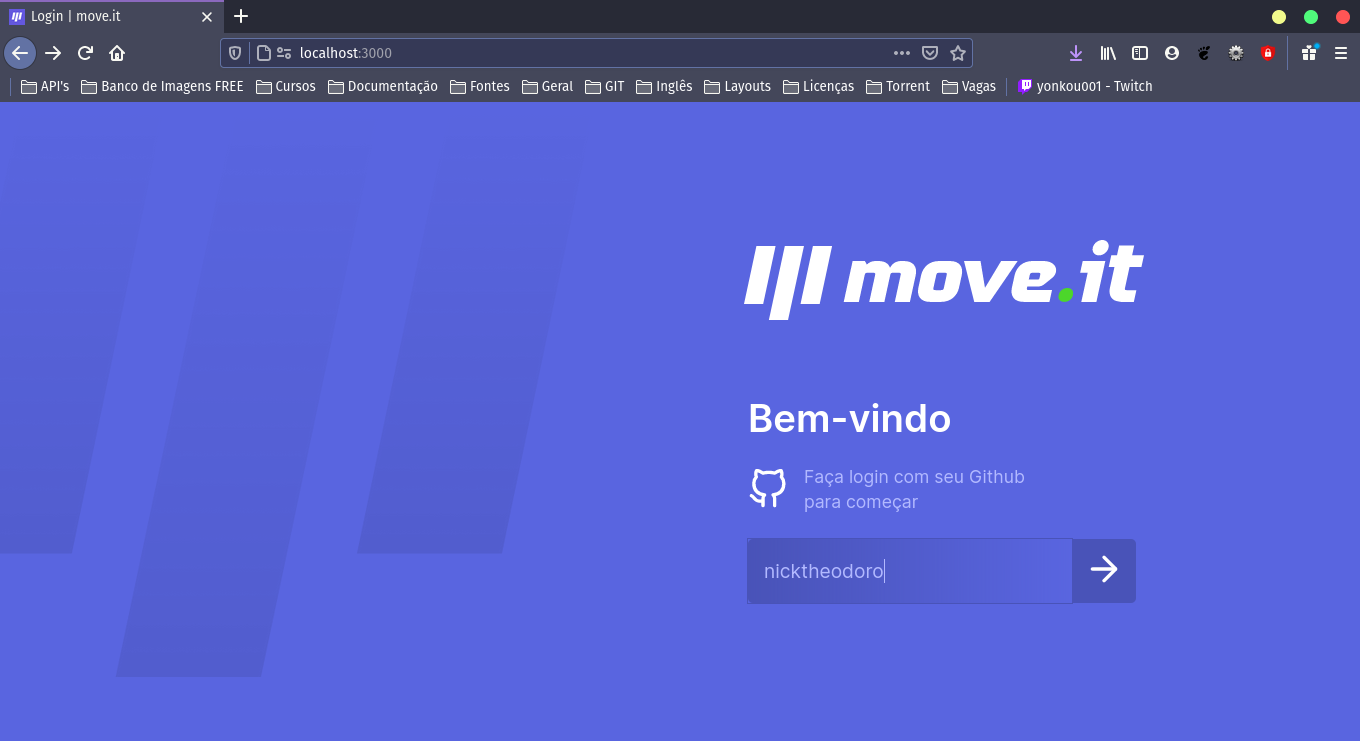 Login | move.it
localhost:3000
API's Banco de Imagens FREE Cursos Documentação Fontes Geral GIT Inglês Layouts Licenças Torrent Vagas yonkou001 - Twitch
move.it
Bem-vindo
Faça login com seu Github
para começar
nicktheodoro